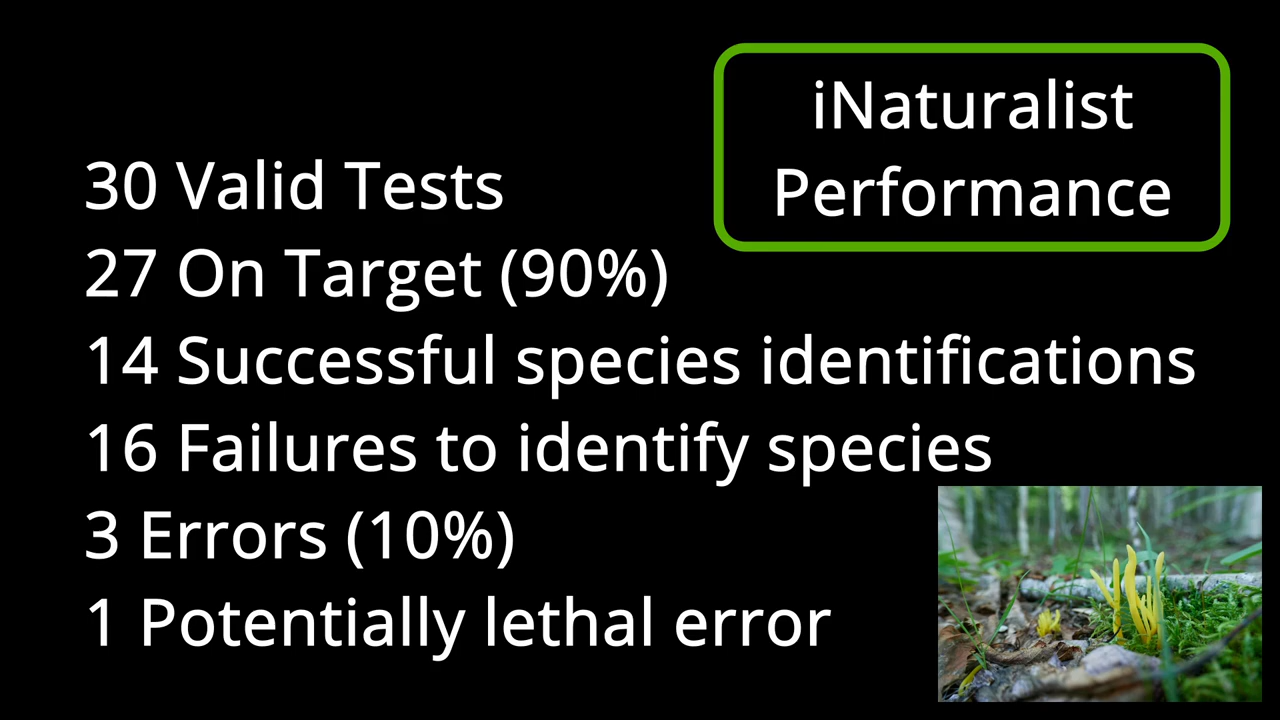 iNaturalist
Performance
30 Valid Tests
27 On Target (90%)
14 Successful species identifications
16 Failures to identify species
3 Errors (10%)
1 Potentially lethal error